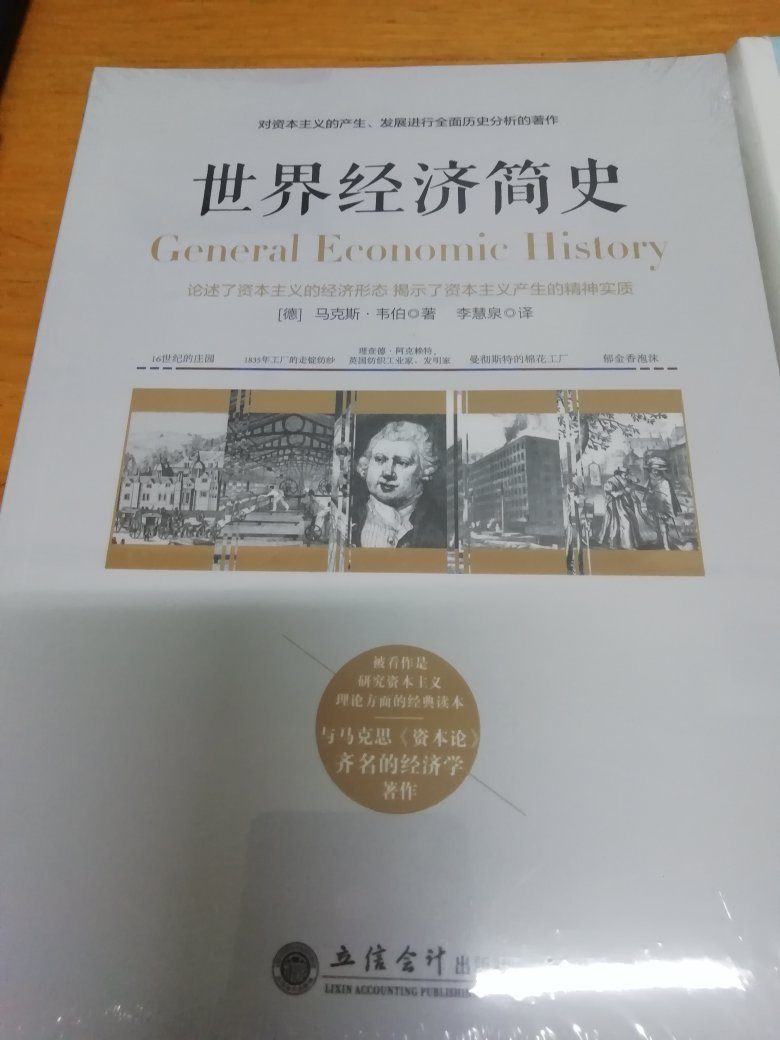 对资本主义的产生、发展进行全面历史分析的著作
世界经济简史
General Economic History
论述了资本主义的经济形态 揭示了资本主义产生的精神实质
[德] 马克斯·韦伯◎著 李慧泉◎译
16世纪的庄园
1835年工厂的走锭纺纱
理查德·阿克赖特,
英国纺织工业家、发明家
曼彻斯特的棉花工厂
郁金香泡沫
被看作是
研究资本主义
理论方面的经典读本
与马克思《资本论》
齐名的经济学
著作
立信会计出版
LIXIN ACCOUNTING PUBLISHING